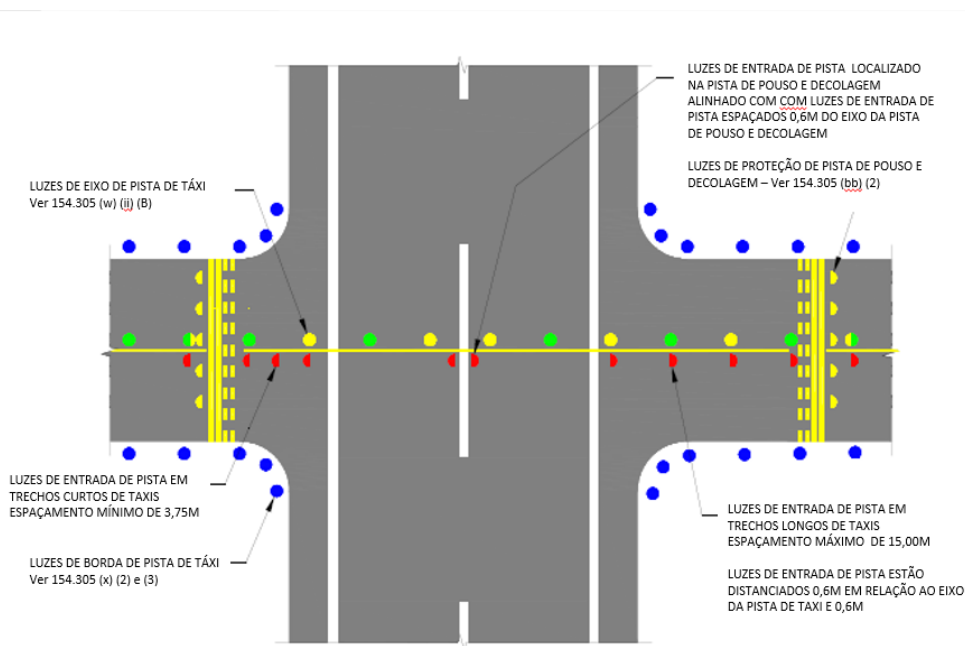 LUZES DE ENTRADA DE PISTA LOCALIZADO
NA PISTA DE POUSO E DECOLAGEM
ALINHADO COM COM LUZES DE ENTRADA DE
PISTA ESPAÇADOS 0,6M DO EIXO DA PISTA
DE POUSO E DECOLAGEM
LUZES DE PROTEÇÃO DE PISTA DE POUSO E
DECOLAGEM – Ver 154.305 (bb) (2)
LUZES DE EIXO DE PISTA DE TÁXI
Ver 154.305 (w) (ii) (B)
LUZES DE ENTRADA DE PISTA EM
TRECHOS CURTOS DE TAXIS
ESPAÇAMENTO MÍNIMO DE 3,75M
LUZES DE BORDA DE PISTA DE TÁXI
Ver 154.305 (x) (2) e (3)
LUZES DE ENTRADA DE PISTA EM
TRECHOS LONGOS DE TAXIS
ESPAÇAMENTO MÁXIMO DE 15,00M
LUZES DE ENTRADA DE PISTA ESTÃO
DISTANCIADOS 0,6M EM RELAÇÃO AO EIXO
DA PISTA DE TAXI E 0,6M